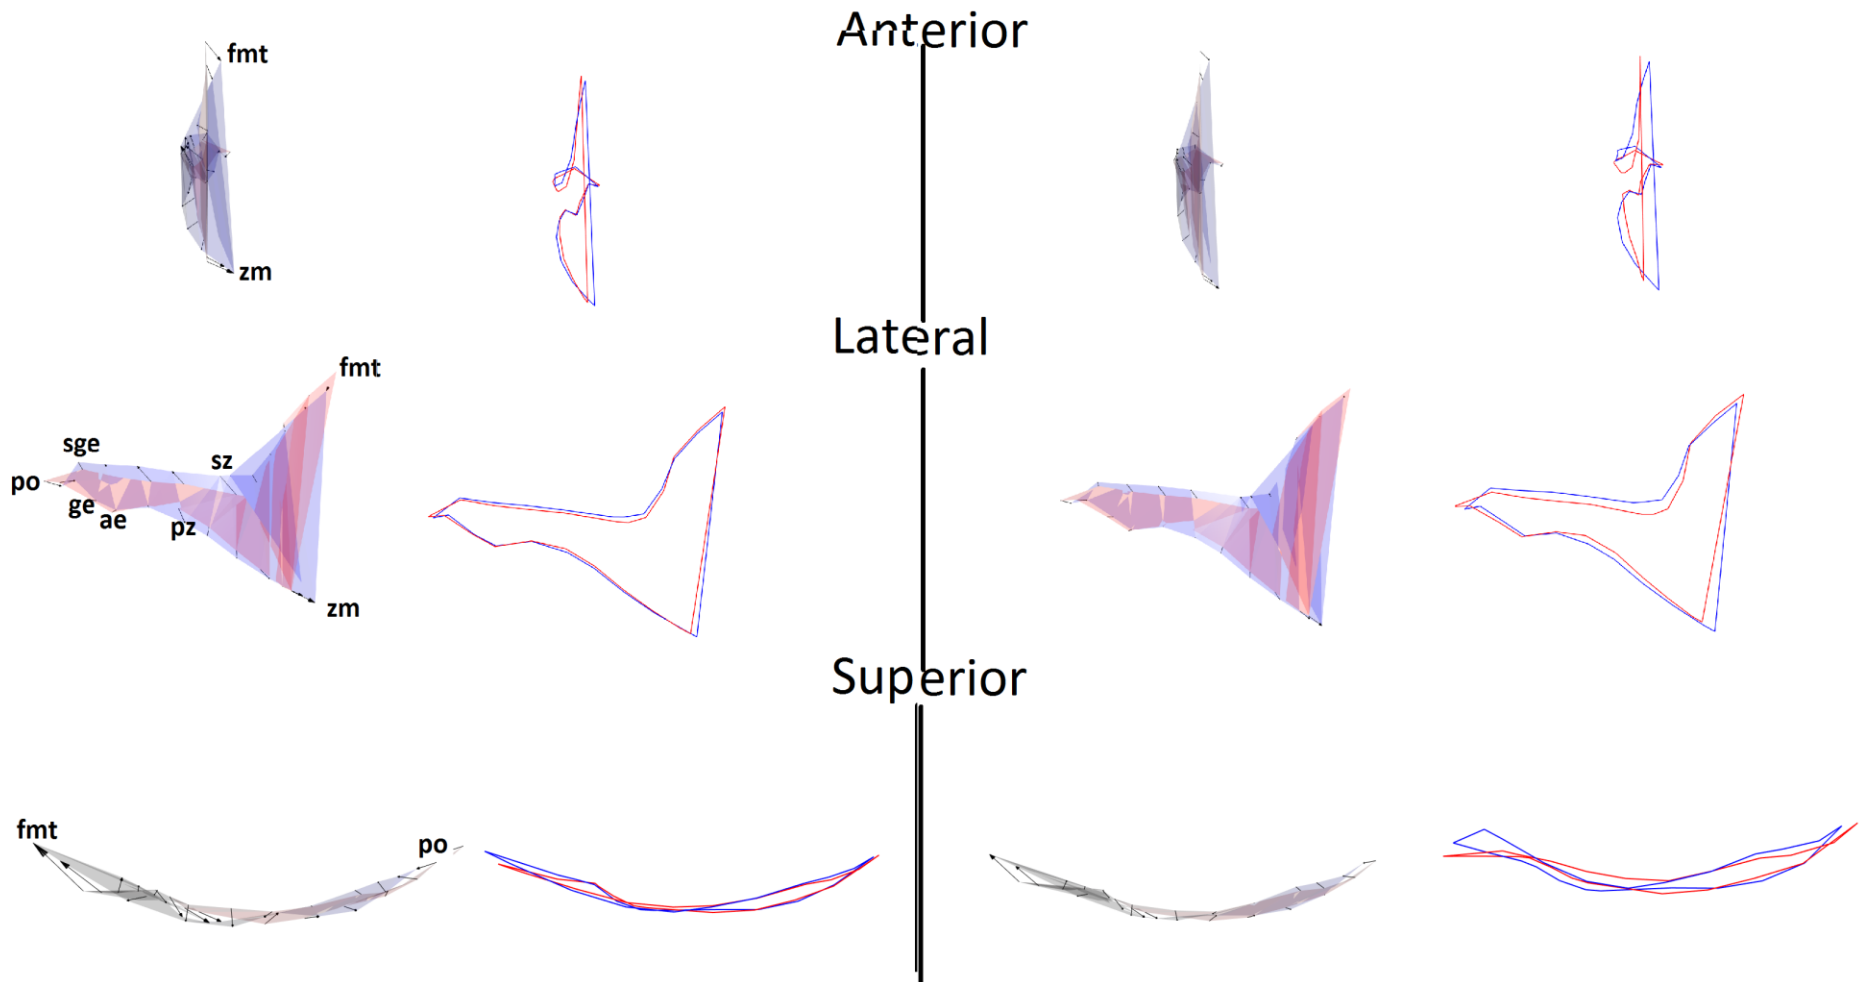 Anterior
fmt
zm
Lateral
fmt
sge
sz
po
ge
ae
pz
zm
Superior
fmt
po